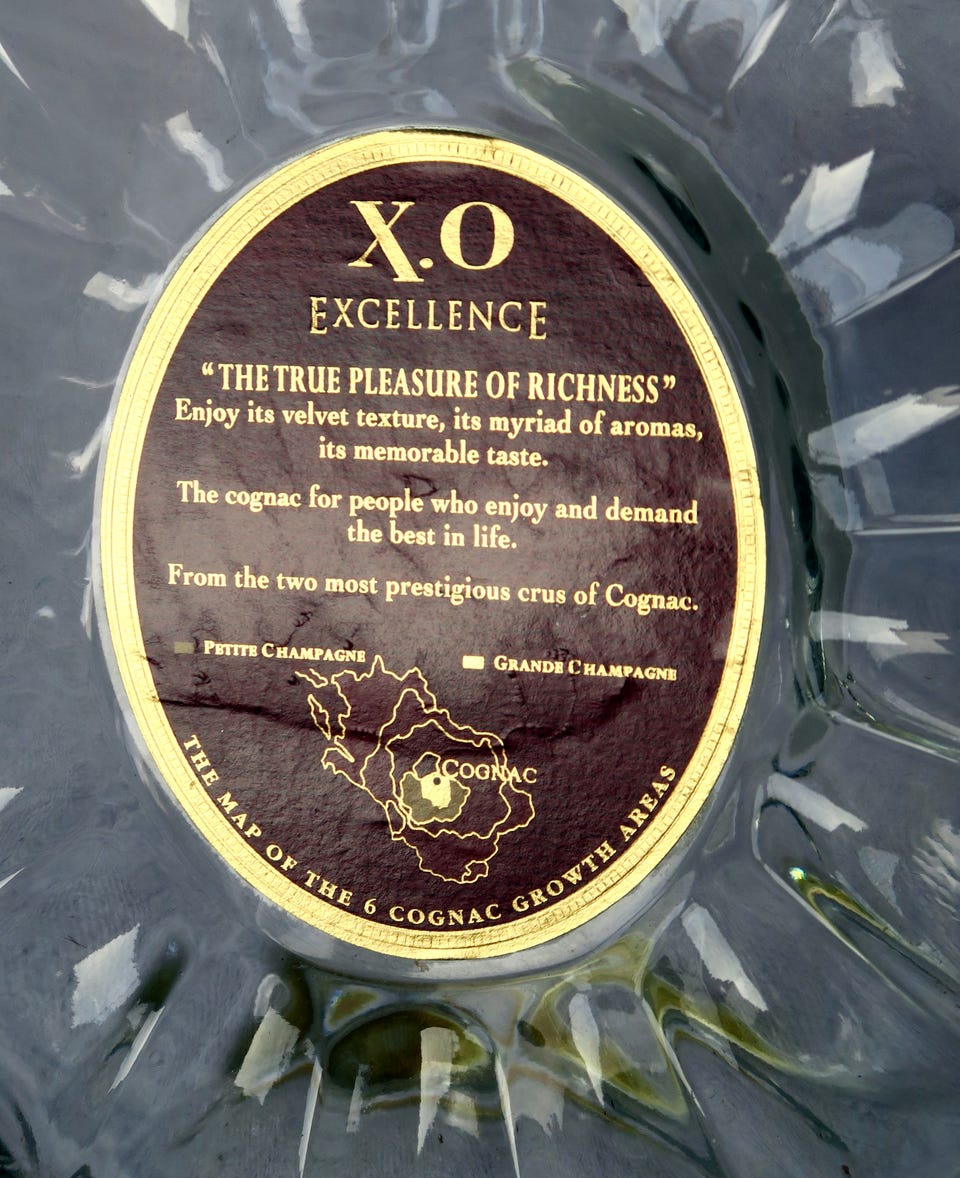 X.O
EXCELLENCE
“THE TRUE PLEASURE OF RICHNESS”
Enjoy its velvet texture, its myriad of aromas,
its memorable taste.
The cognac for people who enjoy and demand
the best in life.
From the two most prestigious crus of Cognac.
PETITE CHAMPAGNE
GRANDE CHAMPAGNE
COGNAC
THE MAP OF THE 6 COGNAC GROWTH AREAS